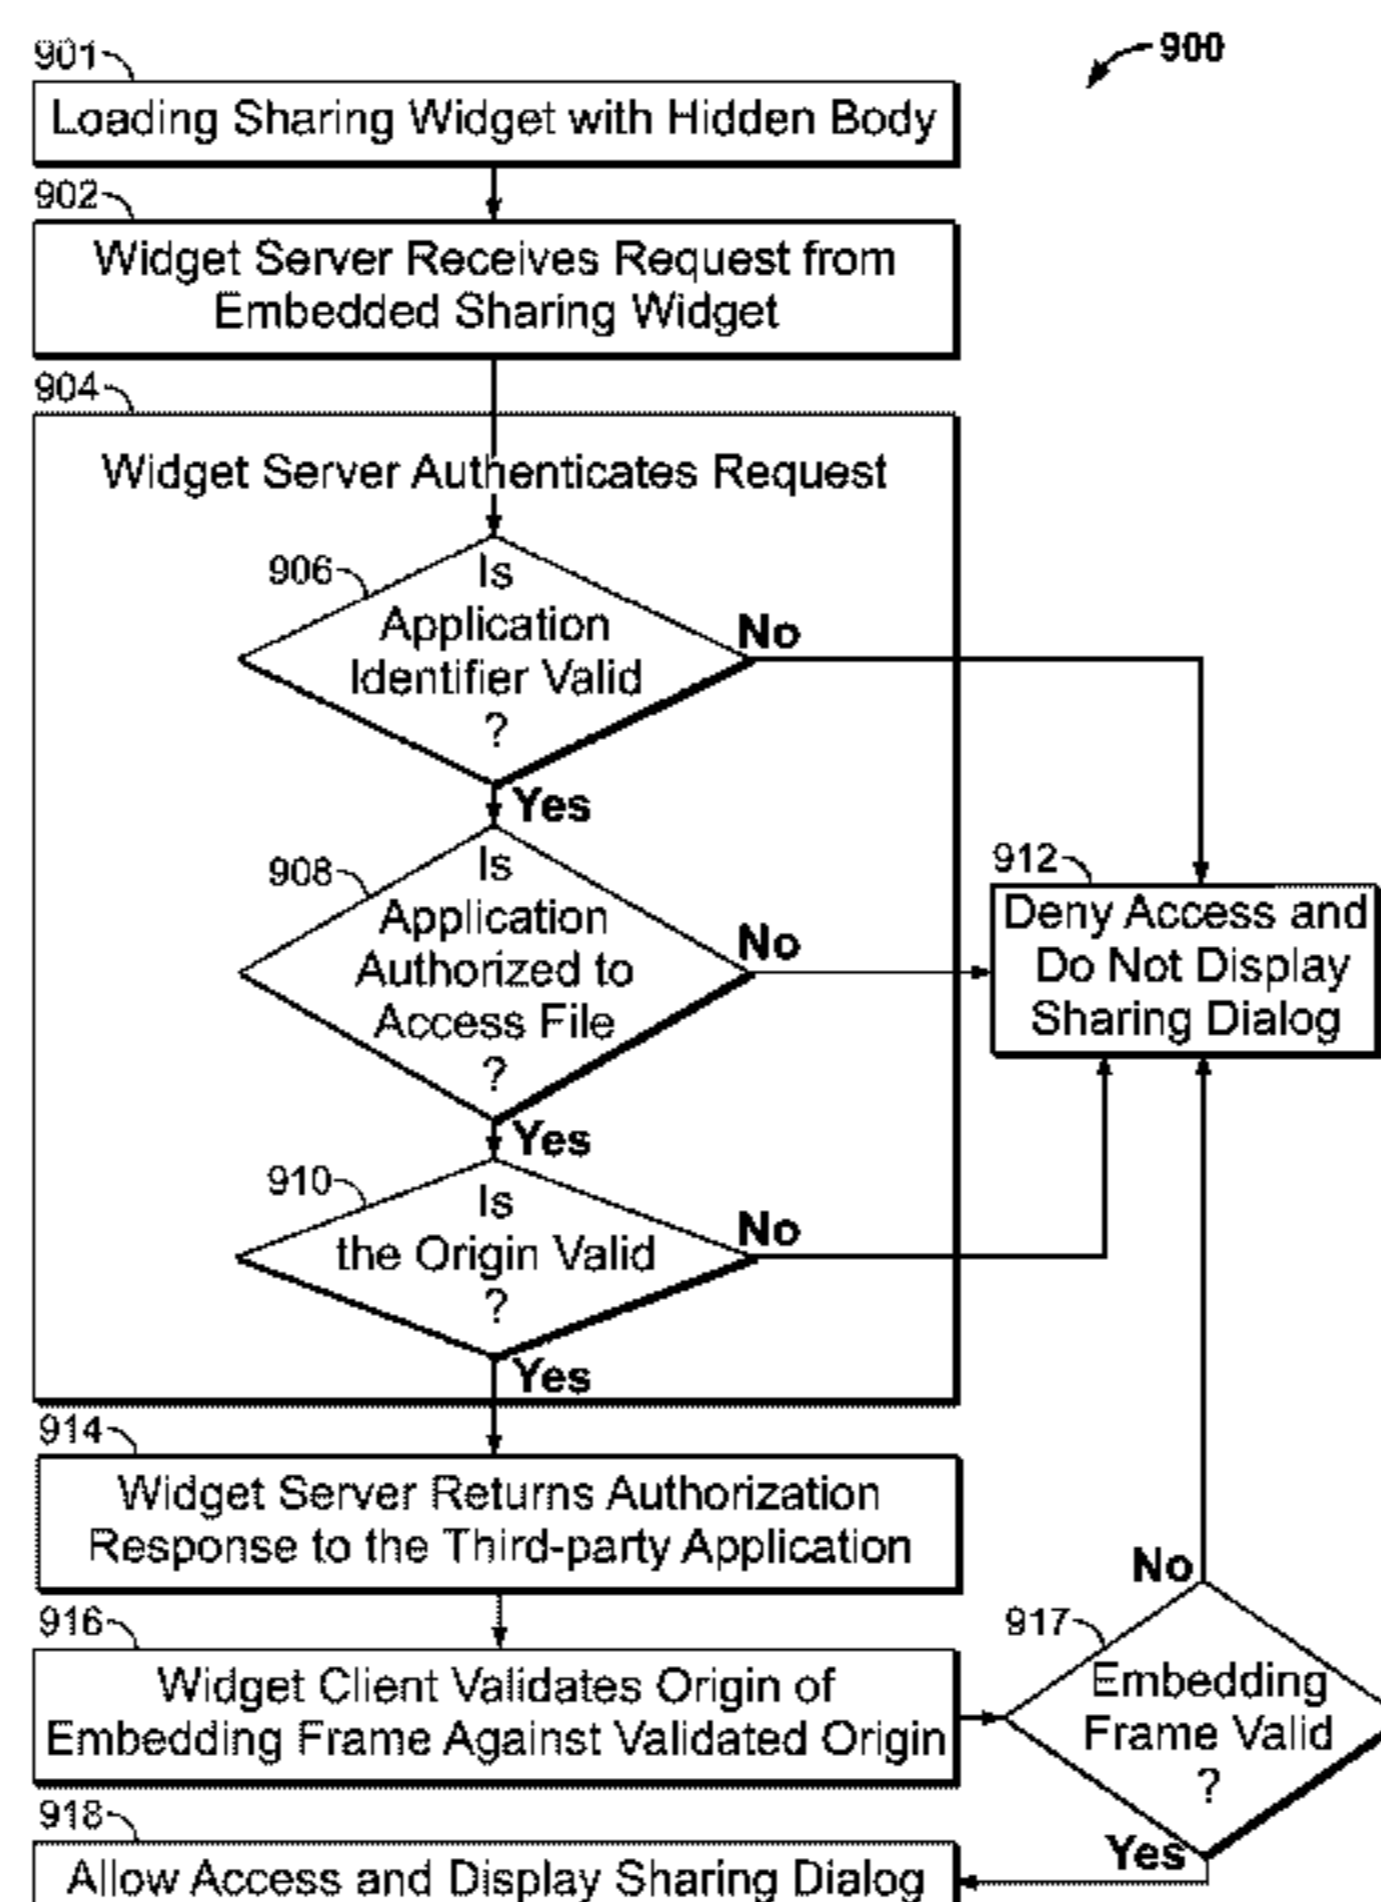 901
900
Loading Sharing Widget with Hidden Body
902
Widget Server Receives Request from
Embedded Sharing Widget
904
Widget Server Authenticates Request
906
Is
Application
Identifier Valid
?
No
Yes
908
Is
Application
Authorized to
Access File
?
No
Yes
912
Deny Access and
Do Not Display
Sharing Dialog
910
Is
the Origin Valid
?
No
Yes
914
Widget Server Returns Authorization
Response to the Third-party Application
916
Widget Client Validates Origin of
Embedding Frame Against Validated Origin
No
917
Embedding
Frame Valid
?
Yes
918
Allow Access and Display Sharing Dialog